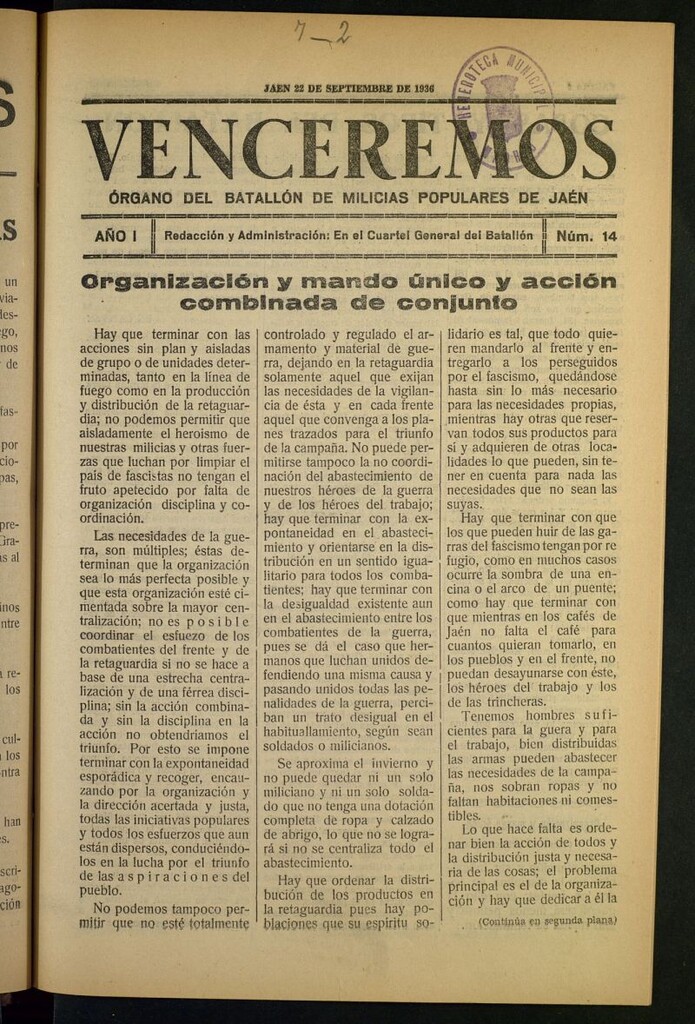 7-2
JAEN 22 DE SEPTIEMBRE DE 1936
HEMEROTECA MUNICIPAL
VENCEREMOS
ÓRGANO DEL BATALLÓN DE MILICIAS POPULARES DE JAÉN
AÑO I
Redacción y Administración: En el Cuartel General del Batallón
Núm. 14
Organización y mando único y acción
combinada de conjunto
Hay que terminar con las
acciones sin plan y aisladas
de grupo o de unidades deter-
minadas, tanto en la línea de
fuego como en la producción
y distribución de la retaguar-
dia; no podemos permitir que
aisladamente el heroismo de
nuestras milicias y otras fuer-
zas que luchan por limpiar el
país de fascistas no tengan el
fruto apetecido por falta de
organización disciplina y co-
ordinación.
Las necesidades de la gue-
rra, son múltiples; éstas de-
terminan que la organización
sea lo más perfecta posible y
que esta organización esté ci-
mentada sobre la mayor cen-
tralización; no es posible
coordinar el esfuezo de los
combatientes del frente y de
la retaguardia si no se hace a
base de una estrecha centra-
lización y de una férrea disci-
plina; sin la acción combina-
da y sin la disciplina en la
acción no obtendríamos el
triunfo. Por esto se impone
terminar con la expontaneidad
esporádica y recoger, encau-
zando por la organización y
la dirección acertada y justa,
todas las iniciativas populares
y todos los esfuerzos que aun
están dispersos, conduciéndo-
los en la lucha por el triunfo
de las aspiraciones del
pueblo.
No podemos tampoco per-
mitir que no esté totalmente
controlado y regulado el ar-
mamento y material de gue-
rra, dejando en la retaguardia
solamente aquel que exijan
las necesidades de la vigilan-
cia de ésta y en cada frente
aquel que convenga a los pla-
nes trazados para el triunfo
de la campaña. No puede per-
mitirse tampoco la no coordi-
nación del abastecimiento de
nuestros héroes de la guerra
y de los héroes del trabajo;
hay que terminar con la ex-
pontaneidad en el abasteci-
miento y orientarse en la dis-
tribución en un sentido igua-
litario para todos los comba-
tientes; hay que terminar con
la desigualdad existente aun
en el abastecimiento entre los
combatientes de la guerra,
pues se dá el caso que her-
manos que luchan unidos de-
fendiendo una misma causa y
pasando unidos todas las pe-
nalidades de la guerra, perci-
ban un trato desigual en el
habituallamiento, según sean
soldados o milicianos.
Se aproxima el invierno y
no puede quedar ni un solo
miliciano y ni un solo solda-
do que no tenga una dotación
completa de ropa y calzado
de abrigo, lo que no se logra-
rá si no se centraliza todo el
abastecimiento.
Hay que ordenar la distri-
bución de los productos en
la retaguardia pues hay po-
blaciones que su espíritu so-
lidario es tal, que todo quie-
ren mandarlo al frente y en-
tregarlo a los perseguidos
por el fascismo, quedándose
hasta sin lo más necesario
para las necesidades propias,
mientras hay otras que reser-
van todos sus productos para
sí y adquieren de otras loca-
lidades lo que pueden, sin te-
ner en cuenta para nada las
necesidades que no sean las
suyas.
Hay que terminar con que
los que pueden huir de las ga-
rras del fascismo tengan por re
fugio, como en muchos casos
ocurre la sombra de una en-
cina o el arco de un puente;
como hay que terminar con
que mientras en los cafés de
Jaén no falta el café para
cuantos quieran tomarlo, en
los pueblos y en el frente, no
puedan desayunarse con éste,
los héroes del trabajo y los
de las trincheras.
Tenemos hombres sufi-
cientes para la guera y para
el trabajo, bien distribuidas
las armas pueden abastecer
las necesidades de la campa-
ña, nos sobran ropas y no
faltan habitaciones ni comes-
tibles.
Lo que hace falta es orde-
nar bien la acción de todos y
la distribución justa y necesa-
ria de las cosas; el problema
principal es el de la organiza-
ción y hay que dedicar a él la
(Continúa en segunda plana)